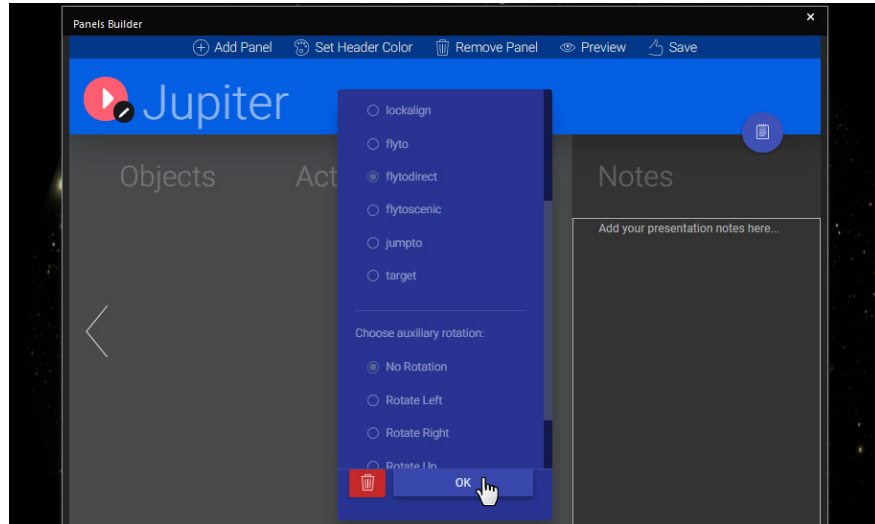 Panels Builder
×
Add Panel Set Header Color Remove Panel Preview Save
Jupiter
lockalign
flyto
flytodirect
flytoscenic
jumpto
target
Objects
Act
Notes
Add your presentation notes here...
Choose auxiliary rotation:
No Rotation
Rotate Left
Rotate Right
Rotate Up
OK